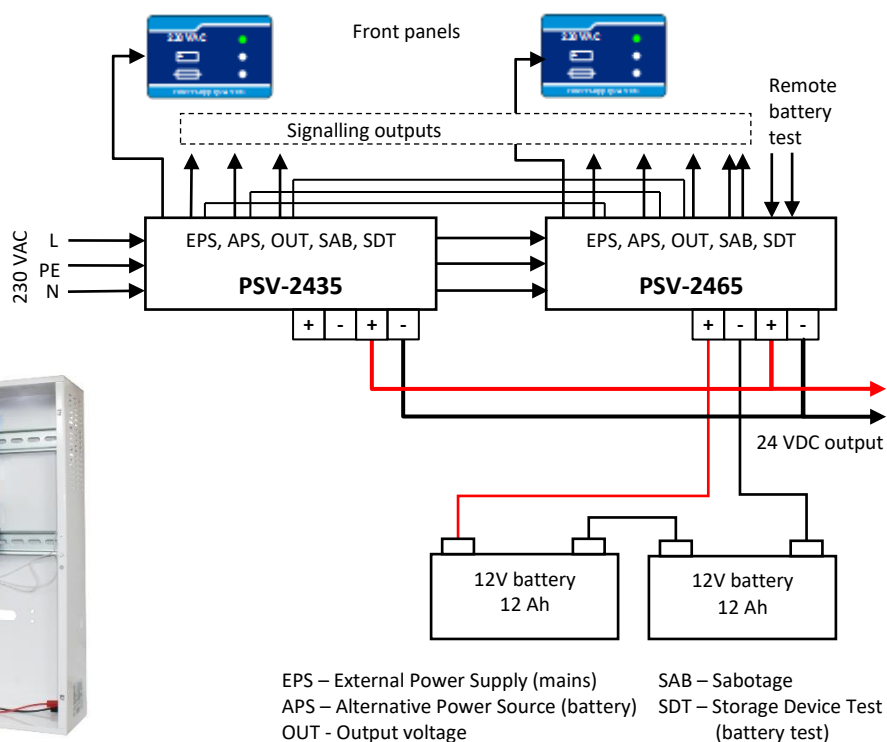 Front panels
230 VAC
230 VAC
Remote
battery
test
Signalling outputs
230 VAC
L
PE
N
EPS, APS, OUT, SAB, SDT
PSV-2435
+ - + -
EPS, APS, OUT, SAB, SDT
PSV-2465
+ - + -
24 VDC output
12V battery
12 Ah
12V battery
12 Ah
EPS – External Power Supply (mains)
APS – Alternative Power Source (battery)
OUT - Output voltage
SAB – Sabotage
SDT – Storage Device Test
(battery test)